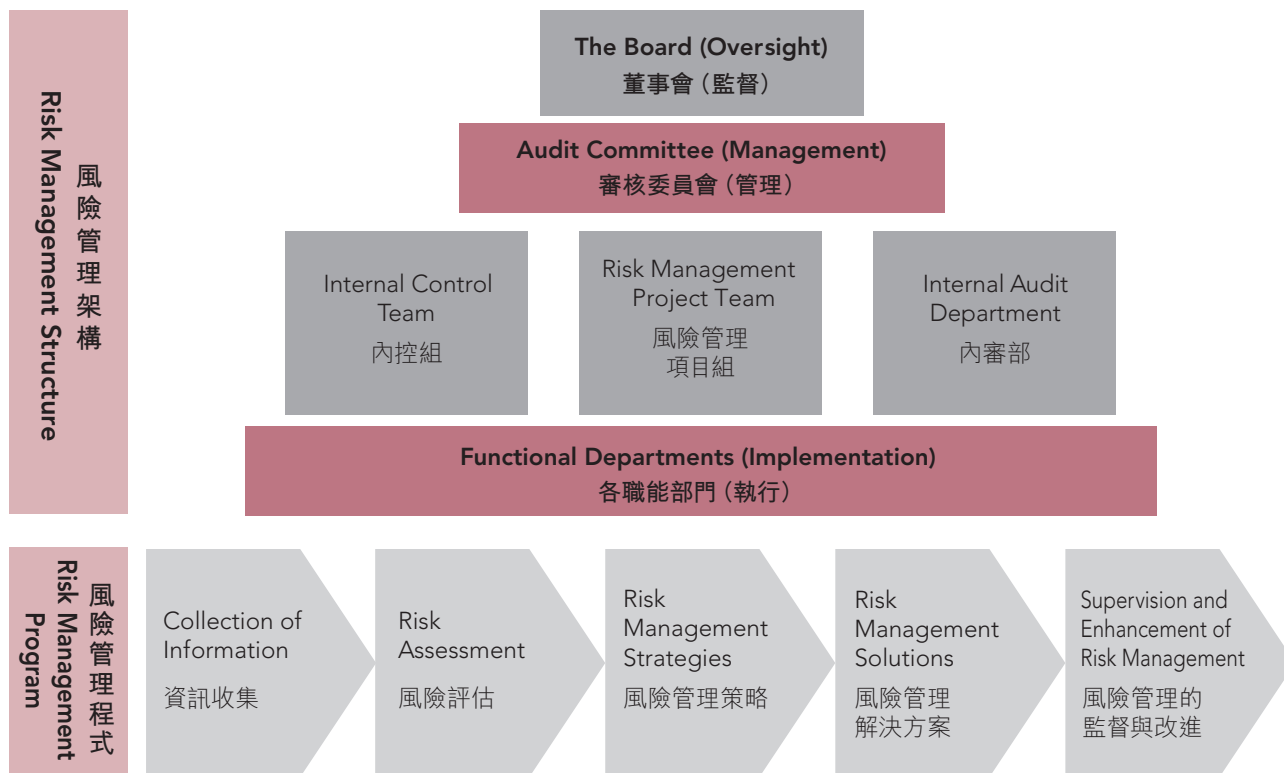 Risk Management Structure
風險管理架構
The Board (Oversight)
董事會（監督）
Audit Committee (Management)
審核委員會（管理）
Internal Control
Team
內控組
Risk Management
Project Team
風險管理
項目組
Internal Audit
Department
內審部
Functional Departments (Implementation)
各職能部門（執行）
風險管理程式
Risk Management
Program
Collection of
Information
資訊收集
Risk
Assessment
風險評估
Risk
Management
Strategies
風險管理策略
Risk
Management
Solutions
風險管理
解決方案
Supervision and
Enhancement of
Risk Management
風險管理的
監督與改進